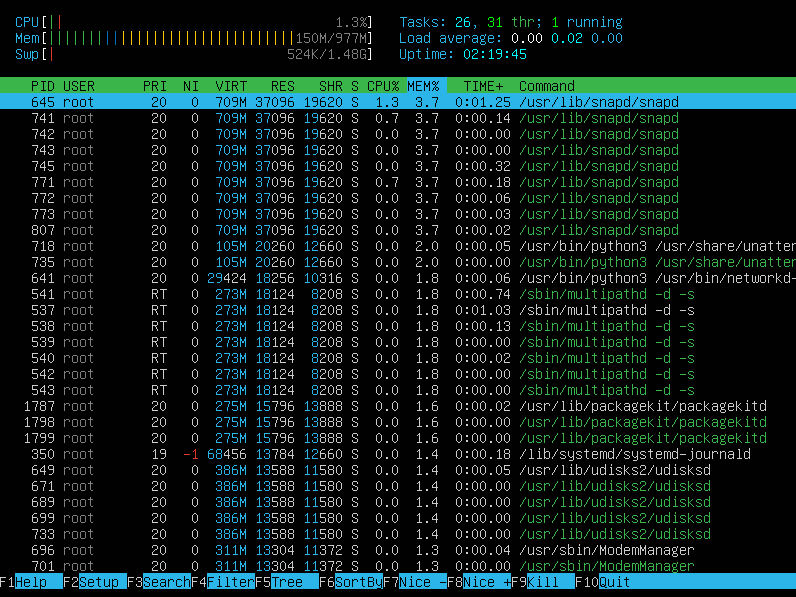 CPU[|| 1.3%] Tasks: 26, 31 thr; 1 running
Mem[|||||||||||||||||||||||||||||||150M/977M] Load average: 0.00 0.02 0.00
Swp[| 524K/1.48G] Uptime: 02:19:45
PID USER PRI NI VIRT RES SHR S CPU% MEM% TIME+ Command
645 root 20 0 709M 37096 19620 S 1.3 3.7 0:01.25 /usr/lib/snapd/snapd
741 root 20 0 709M 37096 19620 S 0.7 3.7 0:00.14 /usr/lib/snapd/snapd
742 root 20 0 709M 37096 19620 S 0.0 3.7 0:00.00 /usr/lib/snapd/snapd
743 root 20 0 709M 37096 19620 S 0.0 3.7 0:00.00 /usr/lib/snapd/snapd
745 root 20 0 709M 37096 19620 S 0.0 3.7 0:00.32 /usr/lib/snapd/snapd
771 root 20 0 709M 37096 19620 S 0.7 3.7 0:00.18 /usr/lib/snapd/snapd
772 root 20 0 709M 37096 19620 S 0.0 3.7 0:00.06 /usr/lib/snapd/snapd
773 root 20 0 709M 37096 19620 S 0.0 3.7 0:00.03 /usr/lib/snapd/snapd
807 root 20 0 709M 37096 19620 S 0.0 3.7 0:00.02 /usr/lib/snapd/snapd
718 root 20 0 105M 20260 12660 S 0.0 2.0 0:00.05 /usr/bin/python3 /usr/share/unatten
735 root 20 0 105M 20260 12660 S 0.0 2.0 0:00.00 /usr/bin/python3 /usr/share/unatten
641 root 20 0 29424 18256 10316 S 0.0 1.8 0:00.06 /usr/bin/python3 /usr/bin/networkd-
541 root RT 0 273M 18124 8208 S 0.0 1.8 0:00.74 /sbin/multipathd -d -s
537 root RT 0 273M 18124 8208 S 0.0 1.8 0:01.03 /sbin/multipathd -d -s
538 root RT 0 273M 18124 8208 S 0.0 1.8 0:00.13 /sbin/multipathd -d -s
539 root RT 0 273M 18124 8208 S 0.0 1.8 0:00.00 /sbin/multipathd -d -s
540 root RT 0 273M 18124 8208 S 0.0 1.8 0:00.02 /sbin/multipathd -d -s
542 root RT 0 273M 18124 8208 S 0.0 1.8 0:00.00 /sbin/multipathd -d -s
543 root RT 0 273M 18124 8208 S 0.0 1.8 0:00.00 /sbin/multipathd -d -s
1787 root 20 0 275M 15796 13888 S 0.0 1.6 0:00.02 /usr/lib/packagekit/packagekitd
1798 root 20 0 275M 15796 13888 S 0.0 1.6 0:00.00 /usr/lib/packagekit/packagekitd
1799 root 20 0 275M 15796 13888 S 0.0 1.6 0:00.00 /usr/lib/packagekit/packagekitd
350 root 19 -1 68456 13784 12660 S 0.0 1.4 0:00.18 /lib/systemd/systemd-journald
649 root 20 0 386M 13588 11580 S 0.0 1.4 0:00.05 /usr/lib/udisks2/udisksd
671 root 20 0 386M 13588 11580 S 0.0 1.4 0:00.00 /usr/lib/udisks2/udisksd
689 root 20 0 386M 13588 11580 S 0.0 1.4 0:00.00 /usr/lib/udisks2/udisksd
699 root 20 0 386M 13588 11580 S 0.0 1.4 0:00.00 /usr/lib/udisks2/udisksd
733 root 20 0 386M 13588 11580 S 0.0 1.4 0:00.00 /usr/lib/udisks2/udisksd
696 root 20 0 311M 13304 11372 S 0.0 1.3 0:00.04 /usr/sbin/ModemManager
701 root 20 0 311M 13304 11372 S 0.0 1.3 0:00.00 /usr/sbin/ModemManager
F1Help F2Setup F3SearchF4FilterF5Tree F6SortByF7Nice -F8Nice +F9Kill F10Quit